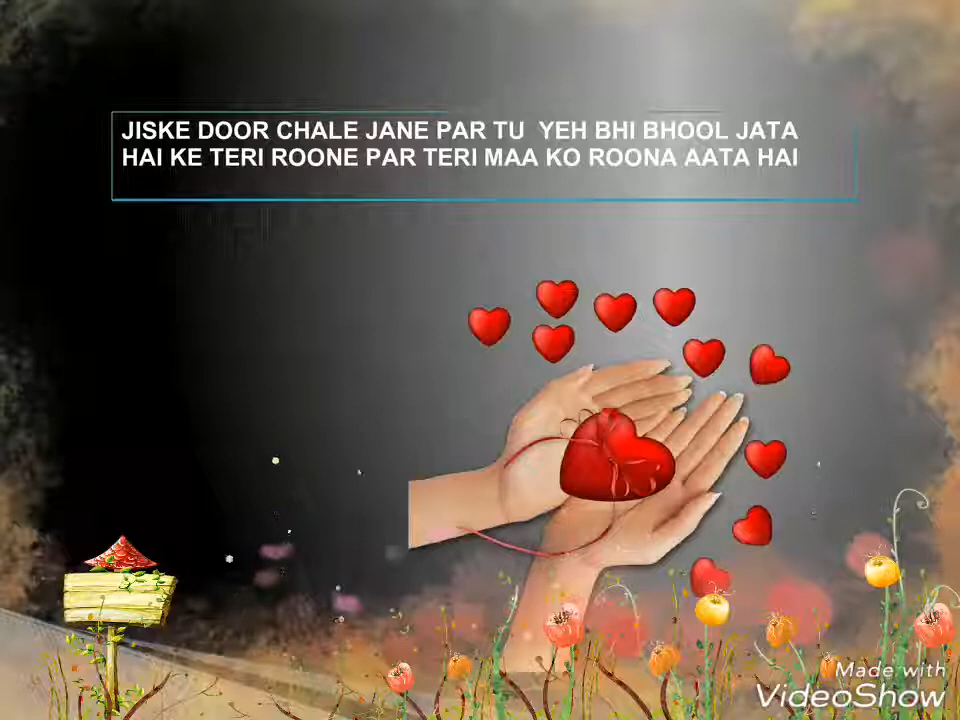 JISKE DOOR CHALE JANE PAR TU YEH BHI BHOOL JATA
HAI KE TERI ROONE PAR TERI MAA KO ROONA AATA HAI
Made with
VideoShow